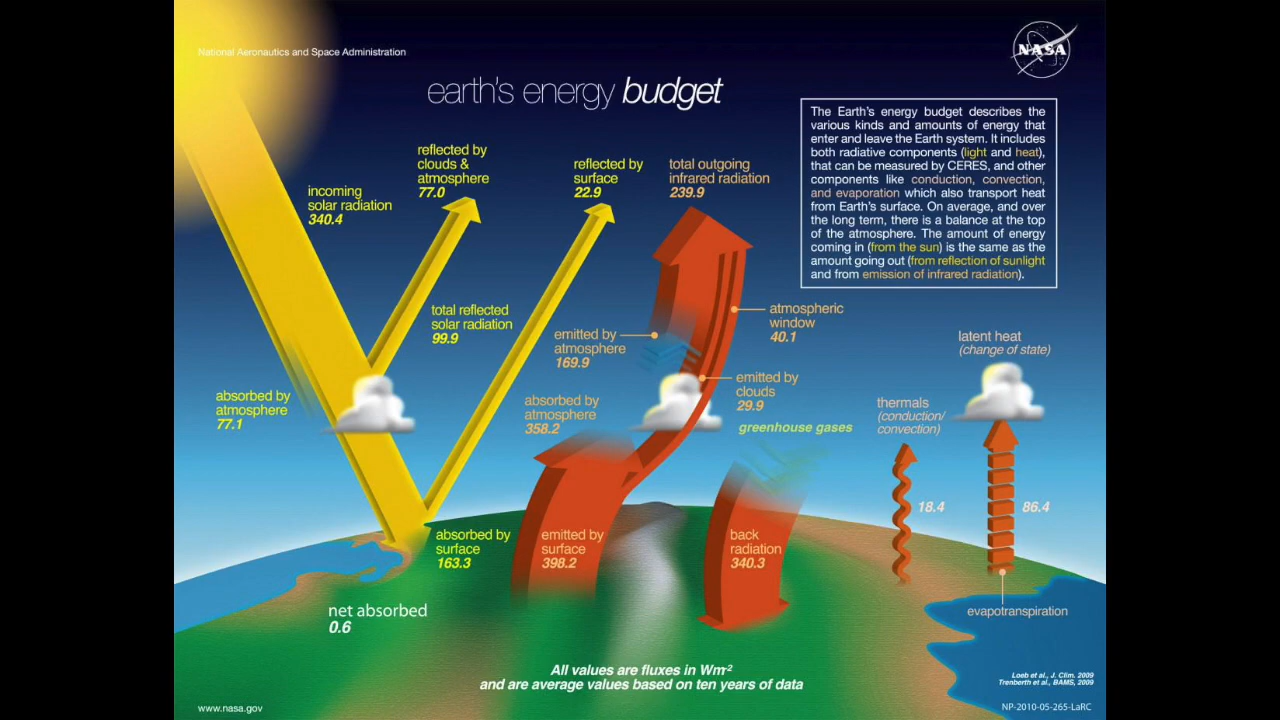 National Aeronautics and Space Administration
NASA
earth's energy budget
The Earth's energy budget describes the
various kinds and amounts of energy that
enter and leave the Earth system. It includes
both radiative components (light and heat),
that can be measured by CERES, and other
components like conduction, convection,
and evaporation which also transport heat
from Earth's surface. On average, and over
the long term, there is a balance at the top
of the atmosphere. The amount of energy
coming in (from the sun) is the same as the
amount going out (from reflection of sunlight
and from emission of infrared radiation).
incoming
solar radiation
340.4
reflected by
clouds &
atmosphere
77.0
reflected by
surface
22.9
total outgoing
infrared radiation
239.9
total reflected
solar radiation
99.9
emitted by
atmosphere
169.9
atmospheric
window
40.1
latent heat
(change of state)
absorbed by
atmosphere
77.1
absorbed by
atmosphere
358.2
emitted by
clouds
29.9
greenhouse gases
thermals
(conduction/
convection)
18.4
86.4
absorbed by
surface
163.3
emitted by
surface
398.2
back
radiation
340.3
evapotranspiration
net absorbed
0.6
All values are fluxes in Wm-2
and are average values based on ten years of data
Loeb et al., J. Clim. 2009
Trenberth et al., BAMS, 2009
www.nasa.gov
NP-2010-05-265-LaRC